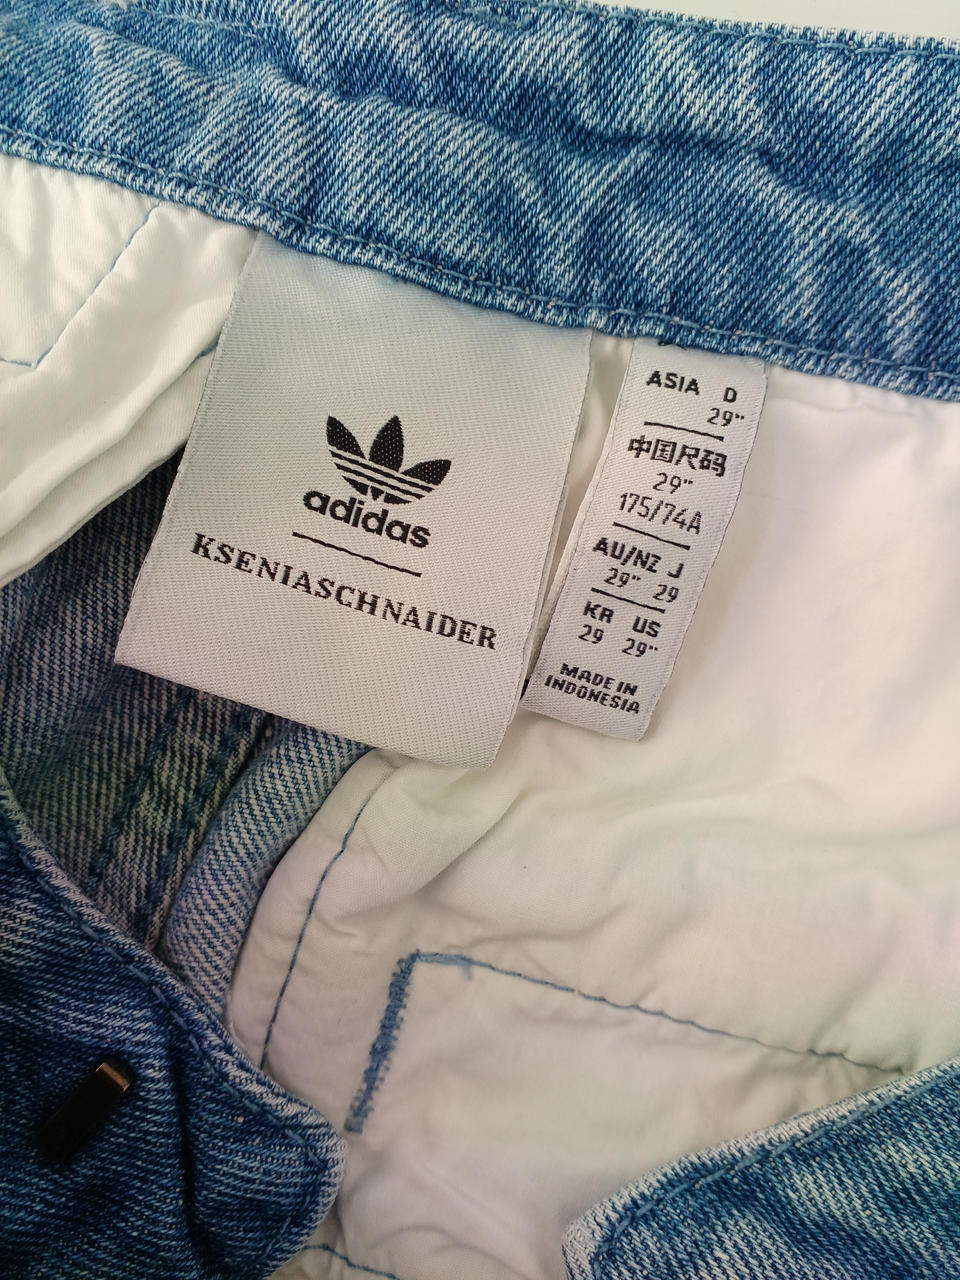 adidas
KSENIASCHNAIDER
ASIA D
29"
中国尺码
29"
175/74A
AU/NZ J
29" 29
KR US
29 29"
MADE IN
INDONESIA